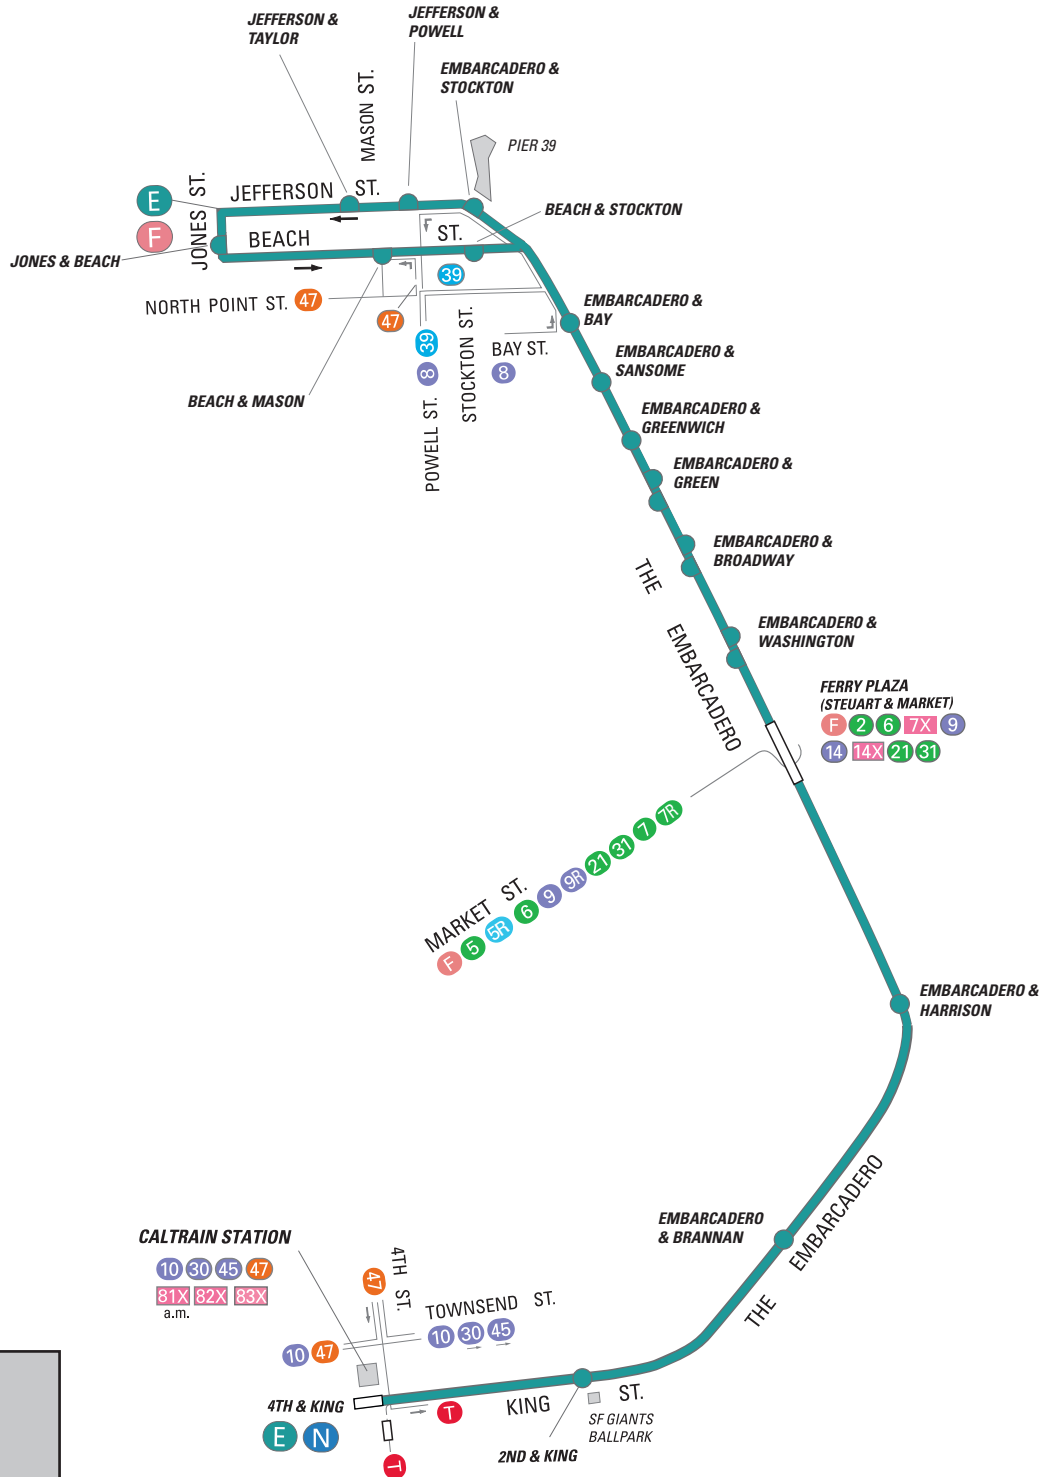 JEFFERSON &
TAYLOR
JEFFERSON &
POWELL
MASON ST.
EMBARCADERO &
STOCKTON
PIER 39
E
F
JONES ST.
JEFFERSON ST.
BEACH ST.
BEACH & STOCKTON
JONES & BEACH
39
NORTH POINT ST. 47
47
39
8
POWELL ST.
STOCKTON ST.
BAY ST.
8
BEACH & MASON
EMBARCADERO &
BAY
EMBARCADERO &
SANSOME
EMBARCADERO &
GREENWICH
EMBARCADERO &
GREEN
EMBARCADERO &
BROADWAY
THE EMBARCADERO
EMBARCADERO &
WASHINGTON
FERRY PLAZA
(STEUART & MARKET)
F 2 6 7X 9
14 14X 21 31
MARKET ST.
F 5 5R 6 9 9R 21 31 7 7R
EMBARCADERO &
HARRISON
EMBARCADERO
& BRANNAN
THE EMBARCADERO
CALTRAIN STATION
10 30 45 47
81X 82X 83X
a.m.
47
4TH ST.
TOWNSEND ST.
10 30 45
10 47
4TH & KING
E N
T
T
KING ST.
SF GIANTS
BALLPARK
2ND & KING